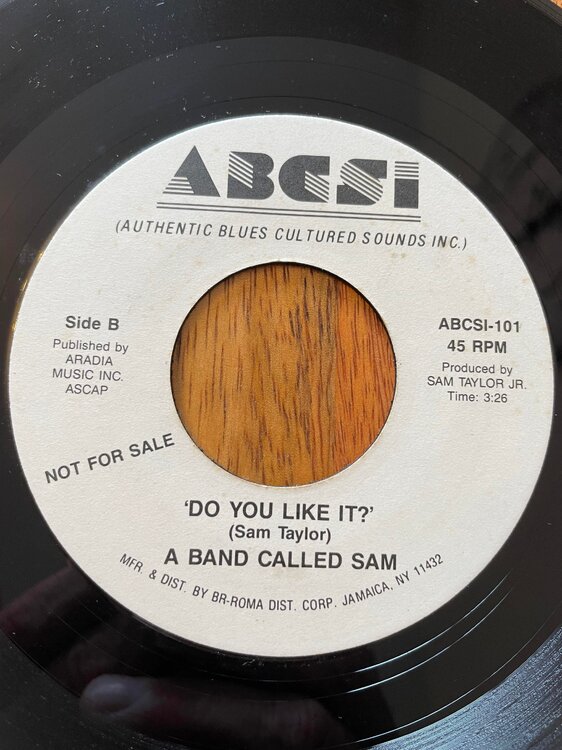 ABCSI
(AUTHENTIC BLUES CULTURED SOUNDS INC.)
Side B
Published by
ARADIA
MUSIC INC.
ASCAP
ABCSI-101
45 RPM
Produced by
SAM TAYLOR JR.
Time: 3:26
NOT FOR SALE
'DO YOU LIKE IT?'
(Sam Taylor)
A BAND CALLED SAM
MFR. & DIST. BY BR-ROMA DIST. CORP. JAMAICA, NY 11432